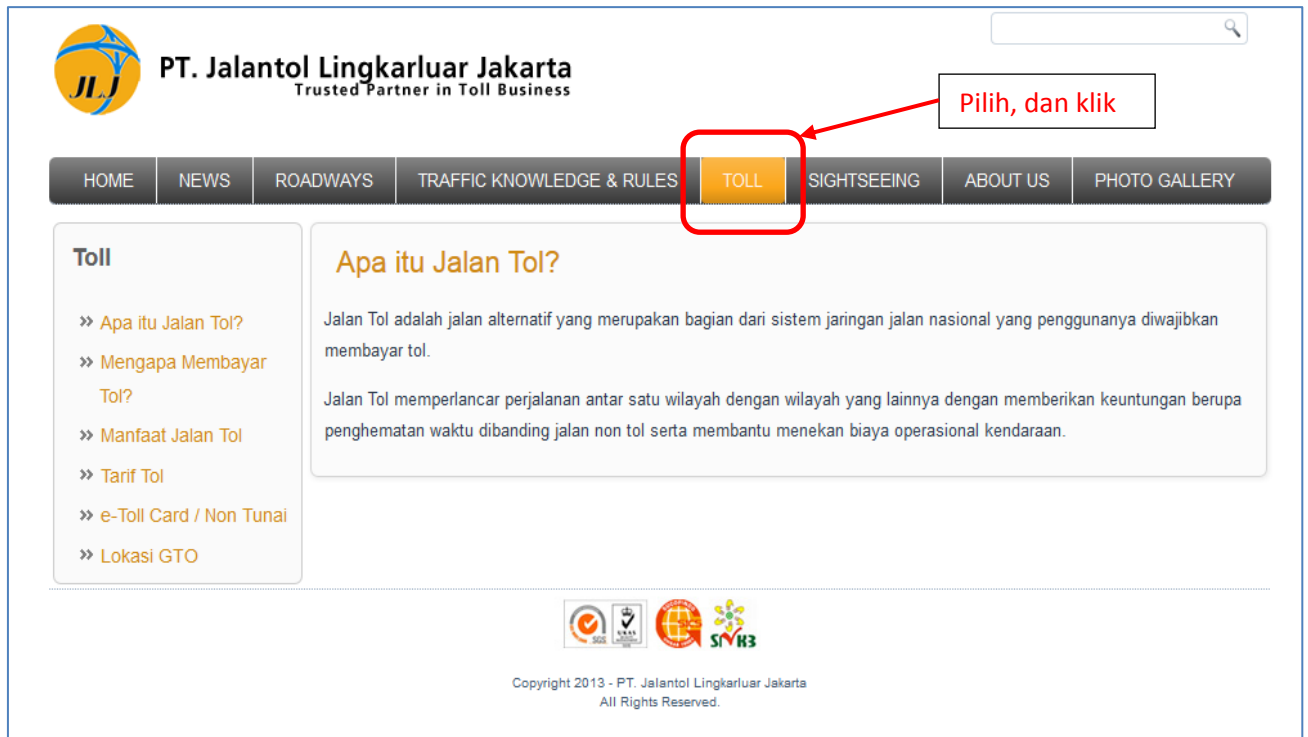 JLJ
PT. Jalantol Lingkarluar Jakarta
Trusted Partner in Toll Business
Pilih, dan klik
HOME NEWS ROADWAYS TRAFFIC KNOWLEDGE & RULES TOLL SIGHTSEEING ABOUT US PHOTO GALLERY
Toll
» Apa itu Jalan Tol?
» Mengapa Membayar
Tol?
» Manfaat Jalan Tol
» Tarif Tol
» e-Toll Card / Non Tunai
» Lokasi GTO
Apa itu Jalan Tol?
Jalan Tol adalah jalan alternatif yang merupakan bagian dari sistem jaringan jalan nasional yang penggunanya diwajibkan
membayar tol.
Jalan Tol memperlancar perjalanan antar satu wilayah dengan wilayah yang lainnya dengan memberikan keuntungan berupa
penghematan waktu dibanding jalan non tol serta membantu menekan biaya operasional kendaraan.
SGS
UKAS
SMK3
Copyright 2013 - PT. Jalantol Lingkarluar Jakarta
All Rights Reserved.